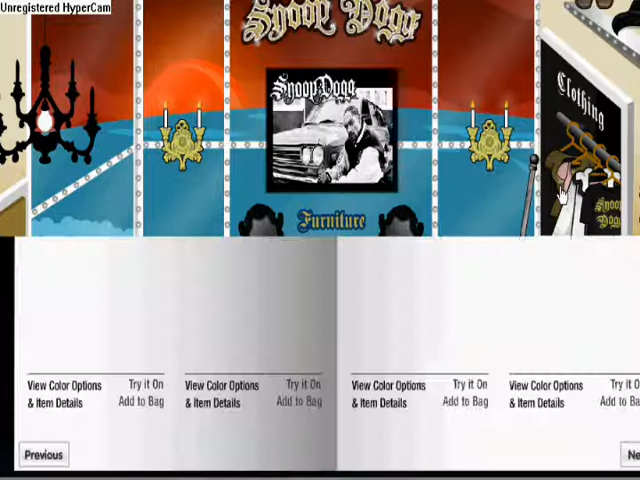 Unregistered HyperCam
Snoop Dogg
Snoop Dogg
Clothing
Snoop
Dogg
Furniture
View Color Options
& Item Details
Try it On
Add to Bag
View Color Options
& Item Details
Try it On
Add to Bag
View Color Options
& Item Details
Try it On
Add to Bag
View Color Options
& Item Details
Try it O
Add to Ba
Previous
Ne